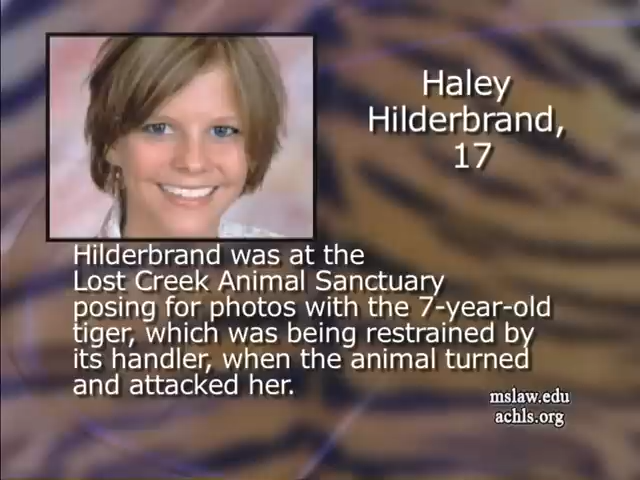 Haley
Hilderbrand,
17
Hilderbrand was at the
Lost Creek Animal Sanctuary
posing for photos with the 7-year-old
tiger, which was being restrained by
its handler, when the animal turned
and attacked her.
mslaw.edu
achls.org